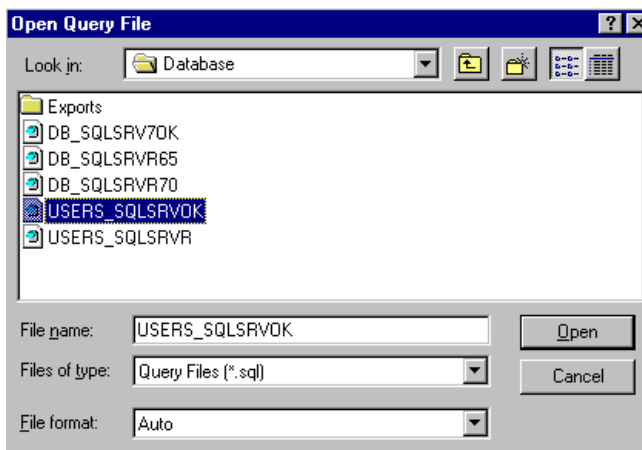 Open Query File
Look in: Database
Exports
DB_SQLSRV7OK
DB_SQLSRVR65
DB_SQLSRVR70
USERS_SQLSRVOK
USERS_SQLSRVR
File name: USERS_SQLSRVOK Open
Files of type: Query Files (*.sql) Cancel
File format: Auto